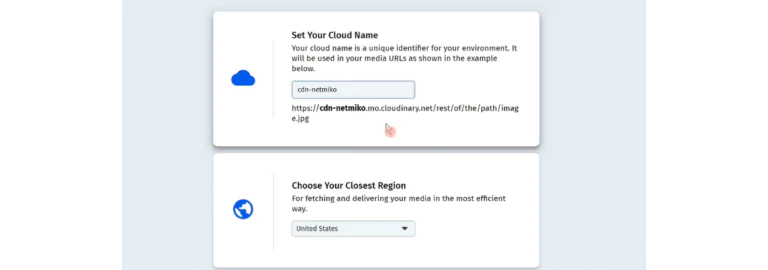 Set Your Cloud Name
Your cloud name is a unique identifier for your environment. It
will be used in your media URLs as shown in the example
below.
cdn-netmiko
https://cdn-netmiko.mo.cloudinary.net/rest/of/the/path/imag
e.jpg
Choose Your Closest Region
For fetching and delivering your media in the most efficient
way.
United States